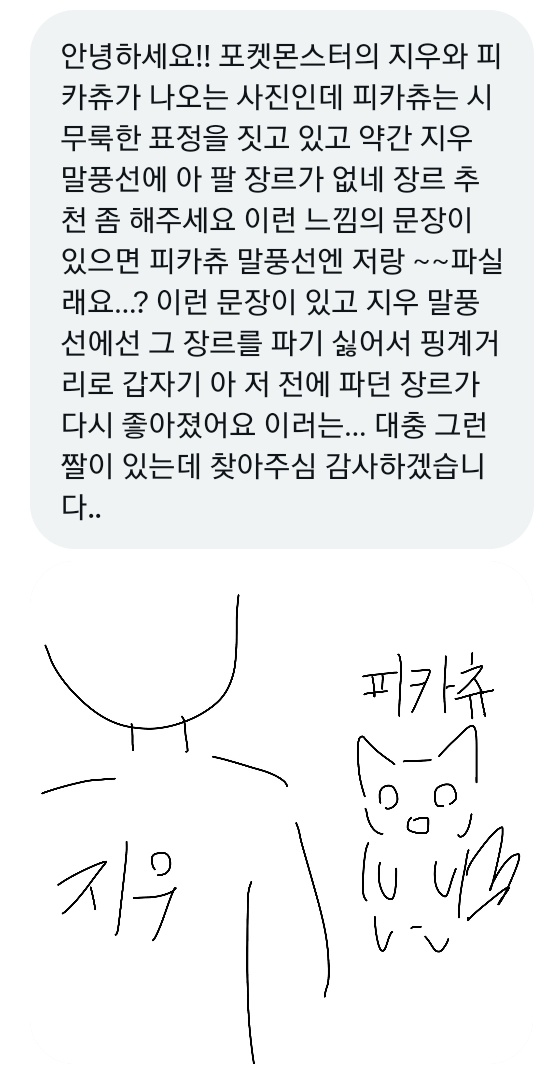 안녕하세요!! 포켓몬스터의 지우와 피
카츄가 나오는 사진인데 피카츄는 시
무룩한 표정을 짓고 있고 약간 지우
말풍선에 아 팔 장르가 없네 장르 추
천 좀 해주세요 이런 느낌의 문장이
있으면 피카츄 말풍선엔 저랑 ~~파실
래요...? 이런 문장이 있고 지우 말풍
선에선 그 장르를 파기 싫어서 핑계거
리로 갑자기 아 저 전에 파던 장르가
다시 좋아졌어요 이러는... 대충 그런
짤이 있는데 찾아주심 감사하겠습니
다..
피카츄
지우